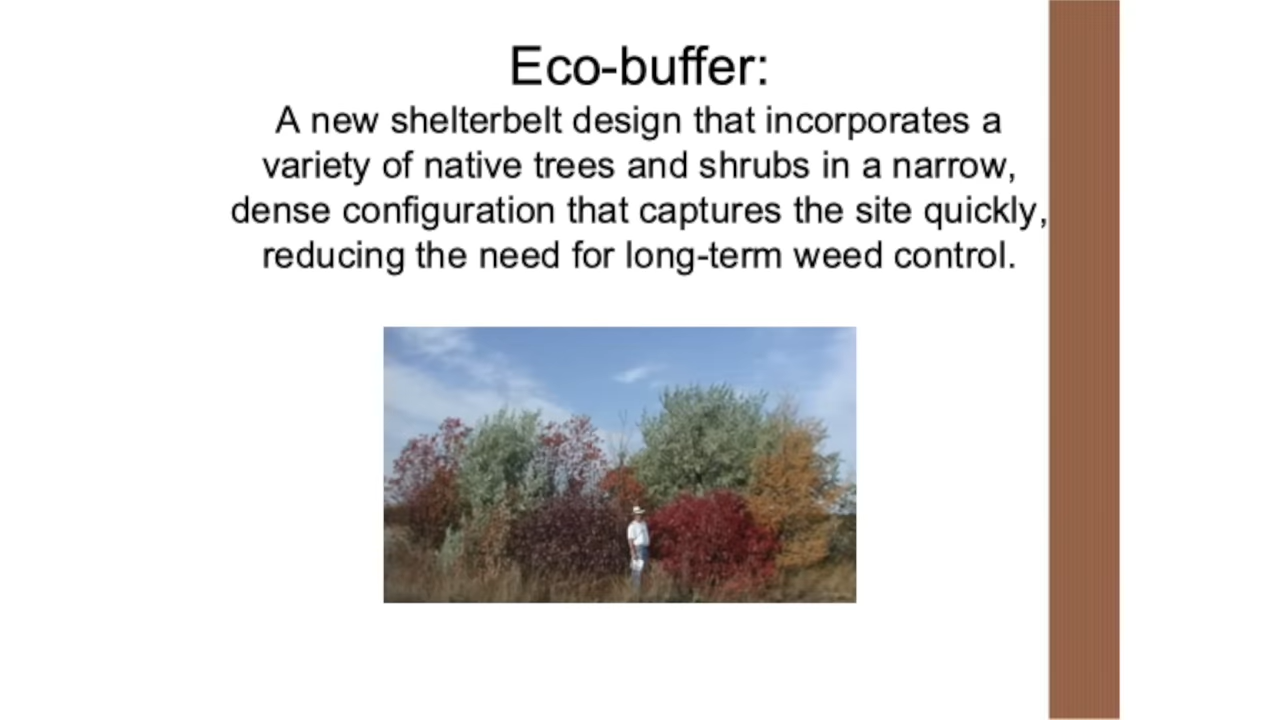 Eco-buffer:
A new shelterbelt design that incorporates a
variety of native trees and shrubs in a narrow,
dense configuration that captures the site quickly,
reducing the need for long-term weed control.